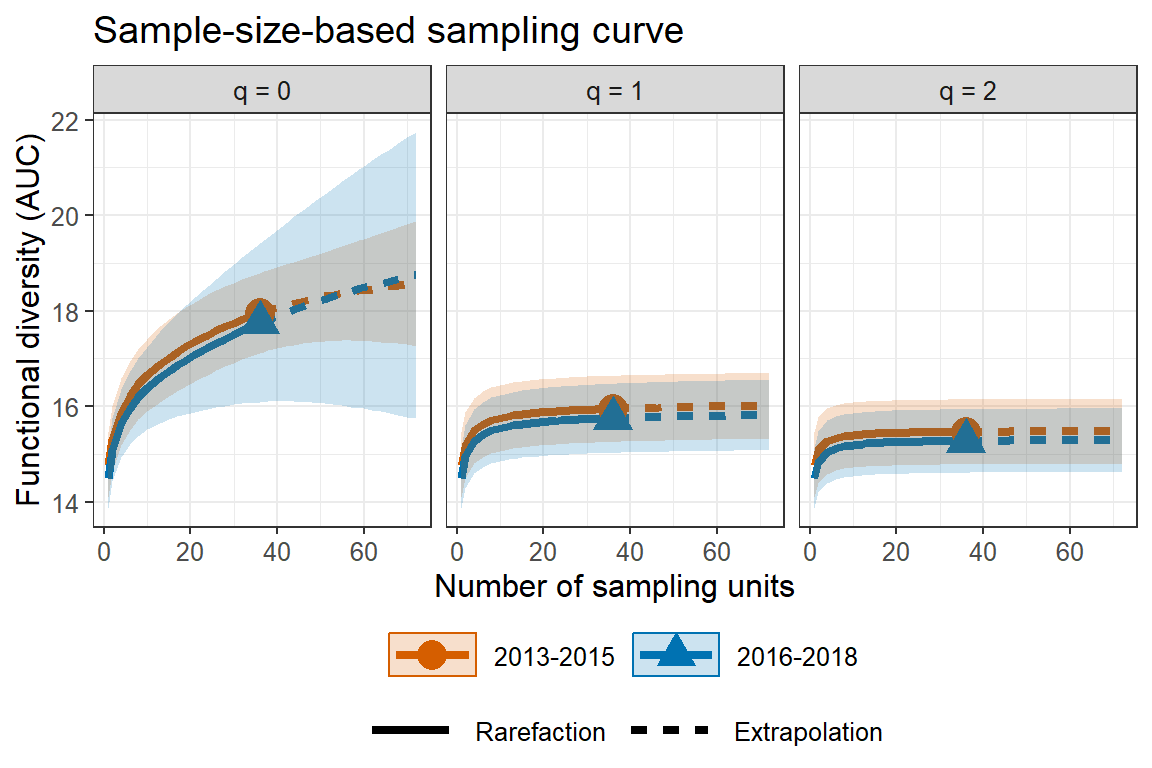 Sample-size-based sampling curve
q = 0 q = 1 q = 2
Functional diversity (AUC)
22
20
18
16
14
0 20 40 60 0 20 40 60 0 20 40 60
Number of sampling units
2013-2015 2016-2018
Rarefaction Extrapolation